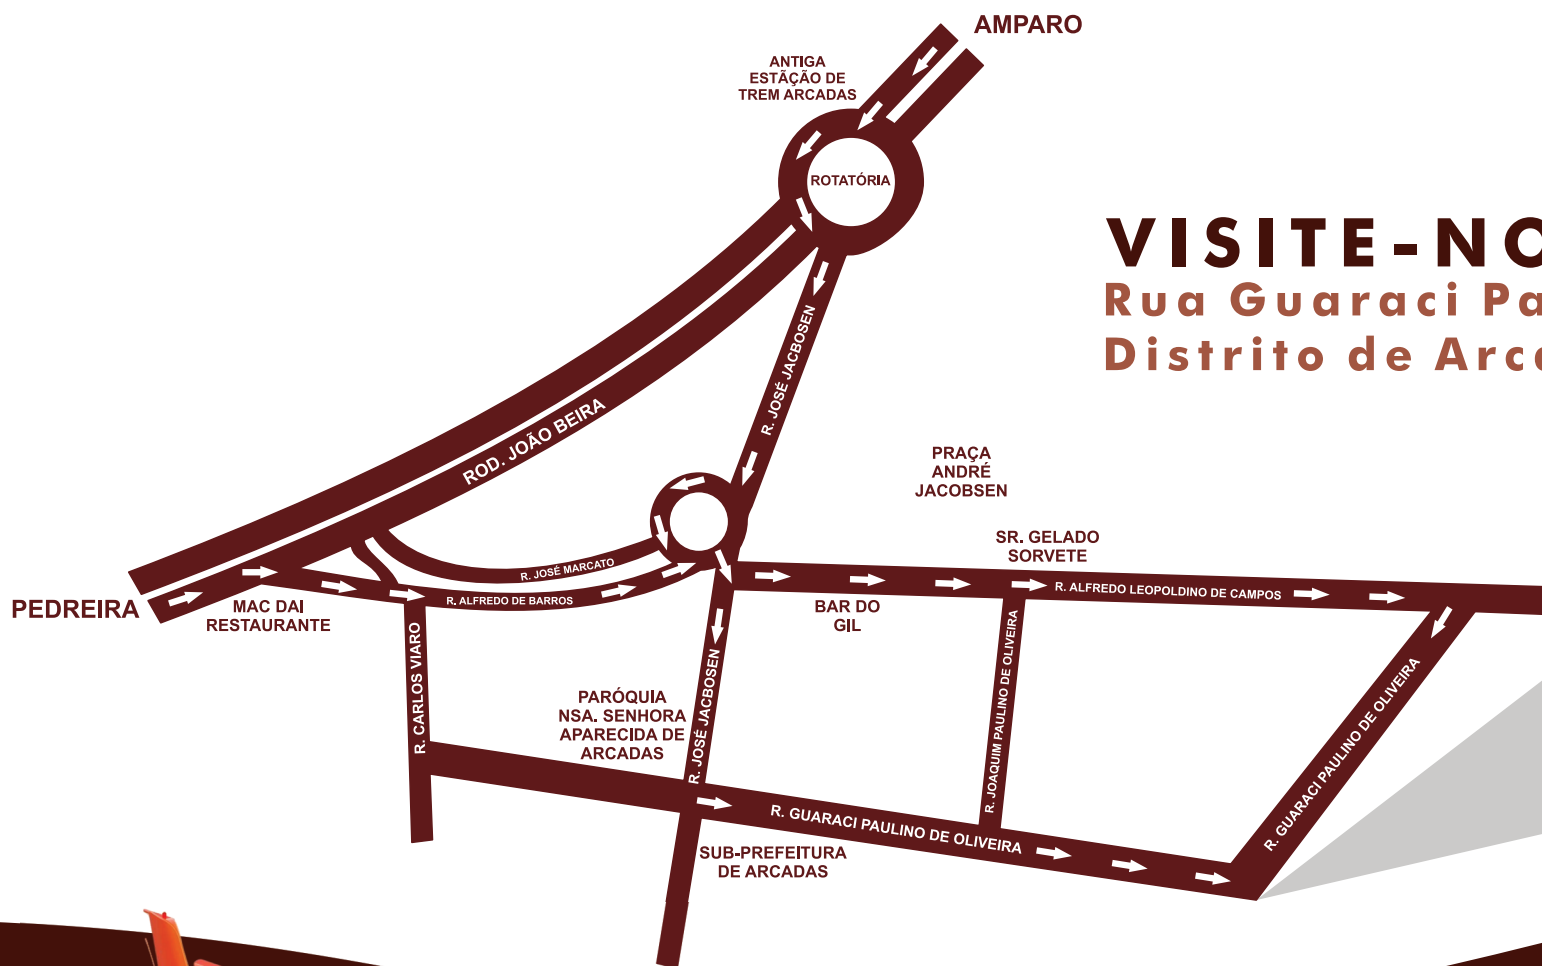 AMPARO
ANTIGA
ESTÃÇÃO DE
TREM ARCADAS
ROTATÓRIA
VISITE-NO
Rua Guaraci Pa
Distrito de Arca
R. JOSÉ JACBOSEN
ROD. JOÃO BEIRA
PRAÇA
ANDRÉ
JACOBSEN
SR. GELADO
SORVETE
R. JOSÉ MARCATO
R. ALFREDO DE BARROS
R. ALFREDO LEOPOLDINO DE CAMPOS
PEDREIRA
MAC DAI
RESTAURANTE
BAR DO
GIL
R. CARLOS VIARO
PARÓQUIA
NSA. SENHORA
APARECIDA DE
ARCADAS
R. JOSÉ JACBOSEN
R. JOAQUIM PAULINO DE OLIVEIRA
R. GUARACI PAULINO DE OLIVEIRA
R. GUARACI PAULINO DE OLIVEIRA
SUB-PREFEITURA
DE ARCADAS